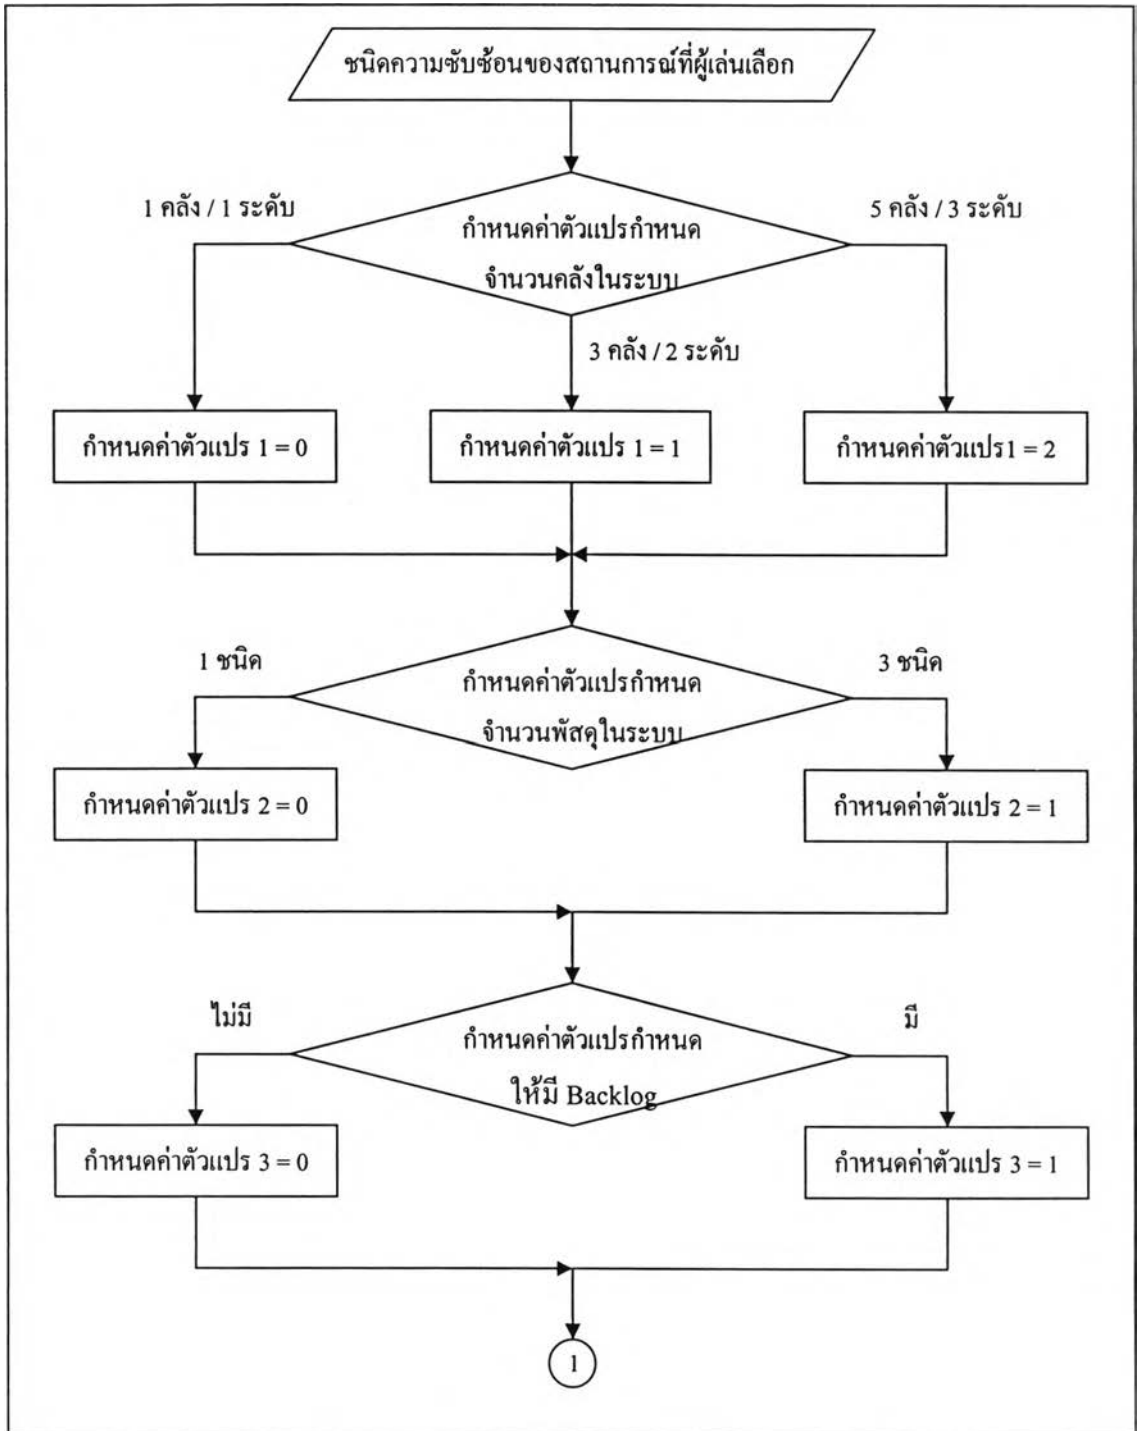 ชนิดความซับซ้อนของสถานการณ์ที่ผู้เล่นเลือก
1 คลัง / 1 ระดับ
5 คลัง / 3 ระดับ
กำหนดค่าตัวแปรกำหนด
จำนวนคลังในระบบ
3 คลัง / 2 ระดับ
กำหนดค่าตัวแปร 1 = 0
กำหนดค่าตัวแปร 1 = 1
กำหนดค่าตัวแปร1 = 2
1 ชนิด
3 ชนิด
กำหนดค่าตัวแปรกำหนด
จำนวนพัสดุในระบบ
กำหนดค่าตัวแปร 2 = 0
กำหนดค่าตัวแปร 2 = 1
ไม่มี
มี
กำหนดค่าตัวแปรกำหนด
ให้มี Backlog
กำหนดค่าตัวแปร 3 = 0
กำหนดค่าตัวแปร 3 = 1
1